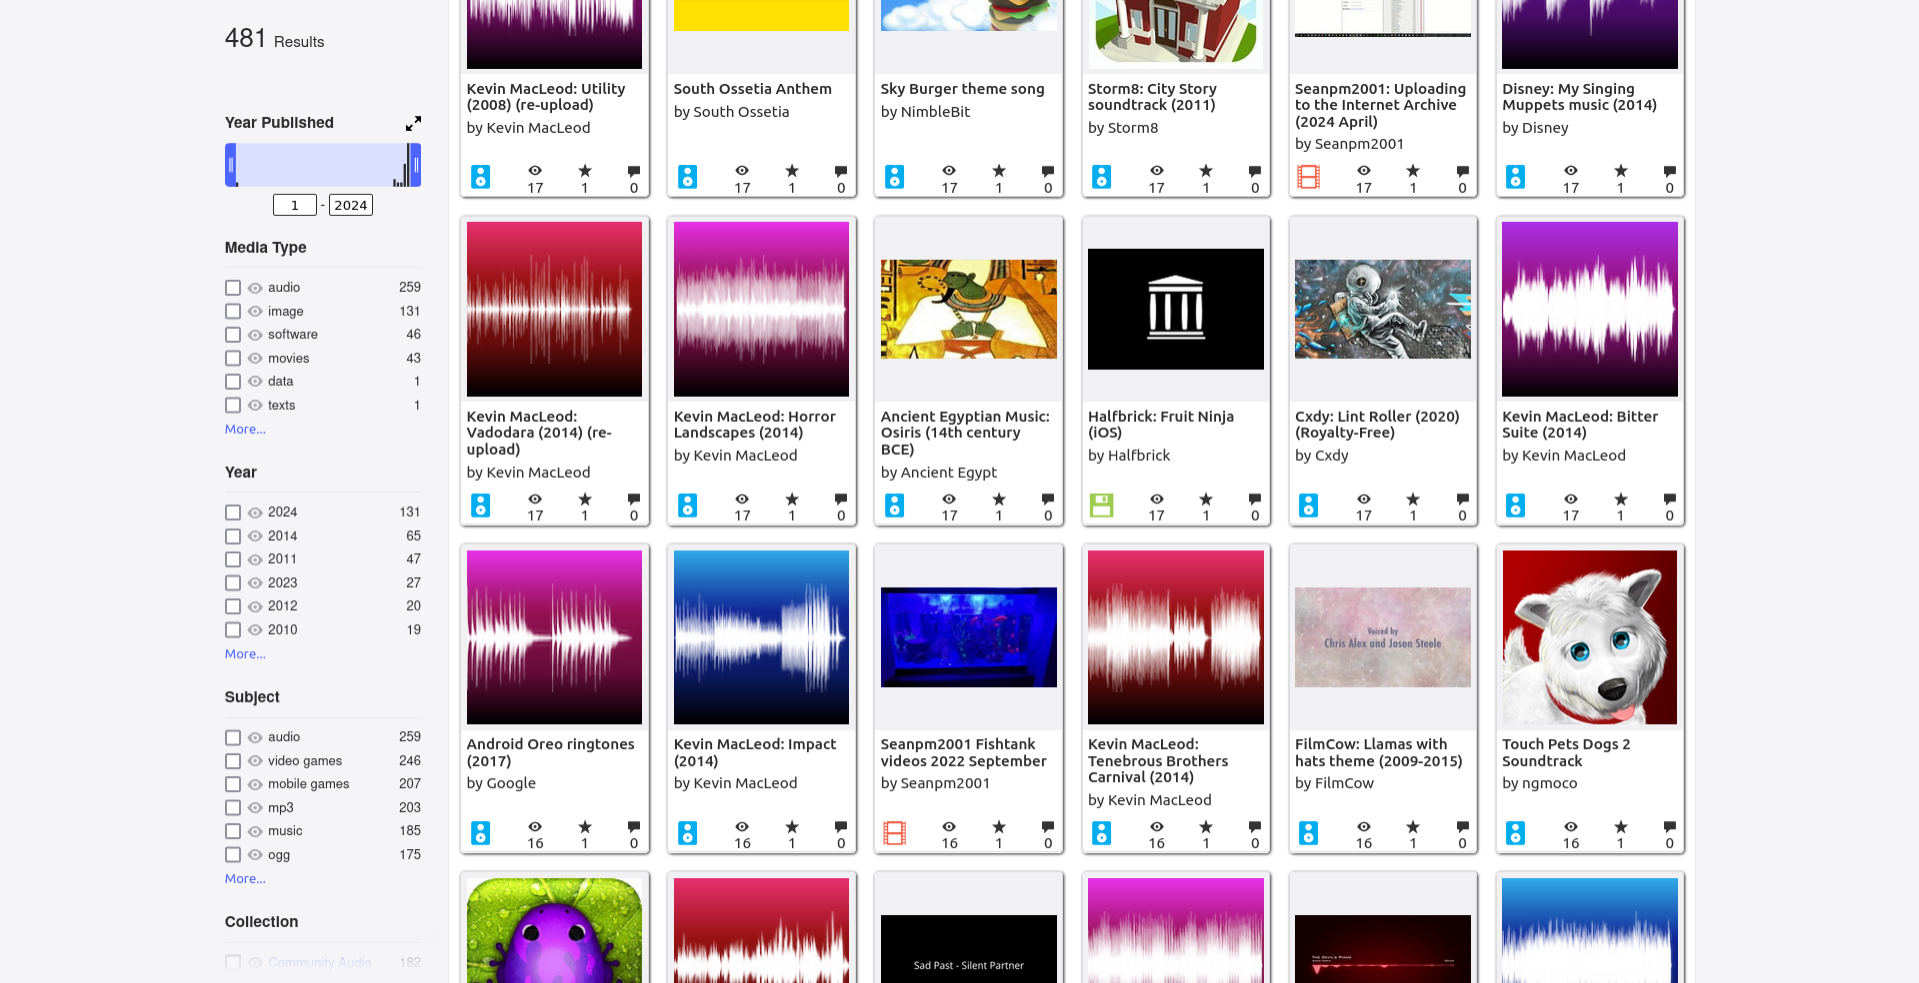 481 Results
Year Published
1 - 2024
Media Type
audio 259
image 131
software 46
movies 43
data 1
texts 1
More...
Year
2024 131
2014 65
2011 47
2023 27
2012 20
2010 19
More...
Subject
audio 259
video games 246
mobile games 207
mp3 203
music 185
ogg 175
More...
Collection
Community Audio 182
Kevin MacLeod: Utility
(2008) (re-upload)
by Kevin MacLeod
17 1 0
South Ossetia Anthem
by South Ossetia
17 1 0
Sky Burger theme song
by NimbleBit
17 1 0
Storm8: City Story
soundtrack (2011)
by Storm8
17 1 0
Seanpm2001: Uploading
to the Internet Archive
(2024 April)
by Seanpm2001
17 1 0
Disney: My Singing
Muppets music (2014)
by Disney
17 1 0
Kevin MacLeod:
Vadodara (2014) (re-
upload)
by Kevin MacLeod
17 1 0
Kevin MacLeod: Horror
Landscapes (2014)
by Kevin MacLeod
17 1 0
Ancient Egyptian Music:
Osiris (14th century
BCE)
by Ancient Egypt
17 1 0
Halfbrick: Fruit Ninja
(iOS)
by Halfbrick
17 1 0
Cxdy: Lint Roller (2020)
(Royalty-Free)
by Cxdy
17 1 0
Kevin MacLeod: Bitter
Suite (2014)
by Kevin MacLeod
17 1 0
Android Oreo ringtones
(2017)
by Google
16 1 0
Kevin MacLeod: Impact
(2014)
by Kevin MacLeod
16 1 0
Seanpm2001 Fishtank
videos 2022 September
by Seanpm2001
16 1 0
Kevin MacLeod:
Tenebrous Brothers
Carnival (2014)
by Kevin MacLeod
16 1 0
Voiced by
Chris Alex and Jason Steele
FilmCow: Llamas with
hats theme (2009-2015)
by FilmCow
16 1 0
Touch Pets Dogs 2
Soundtrack
by ngmoco
16 1 0
Sad Past - Silent Partner